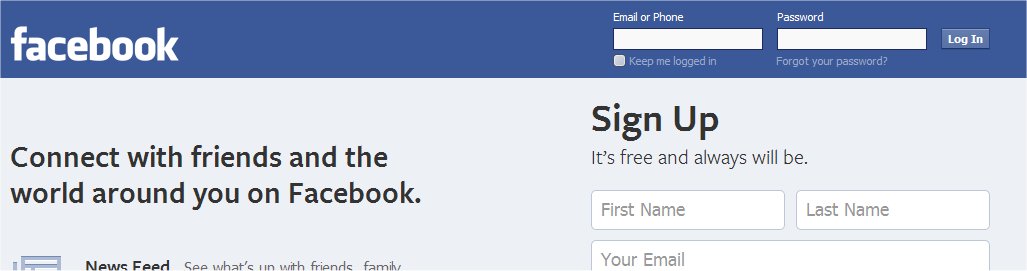 facebook
Email or Phone
Password
Log In
Keep me logged in
Forgot your password?
Connect with friends and the
world around you on Facebook.
Sign Up
It's free and always will be.
First Name
Last Name
Your Email
News Feed See what's up with friends, family